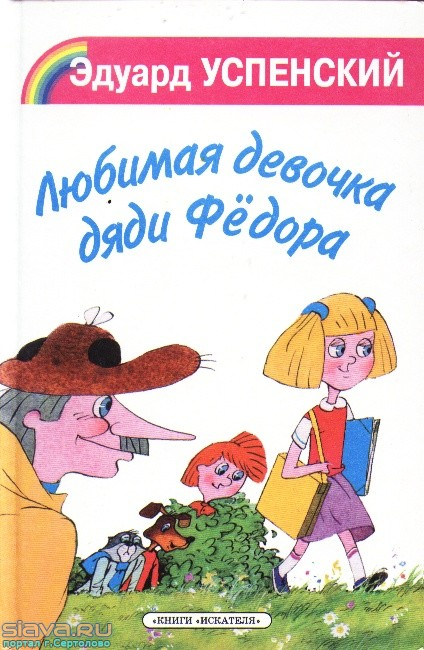 Эдуард УСПЕНСКИЙ
Любимая девочка
дяди Фёдора
«КНИГИ «ИСКАТЕЛЯ»
slava.ru
портал г.Сертолово